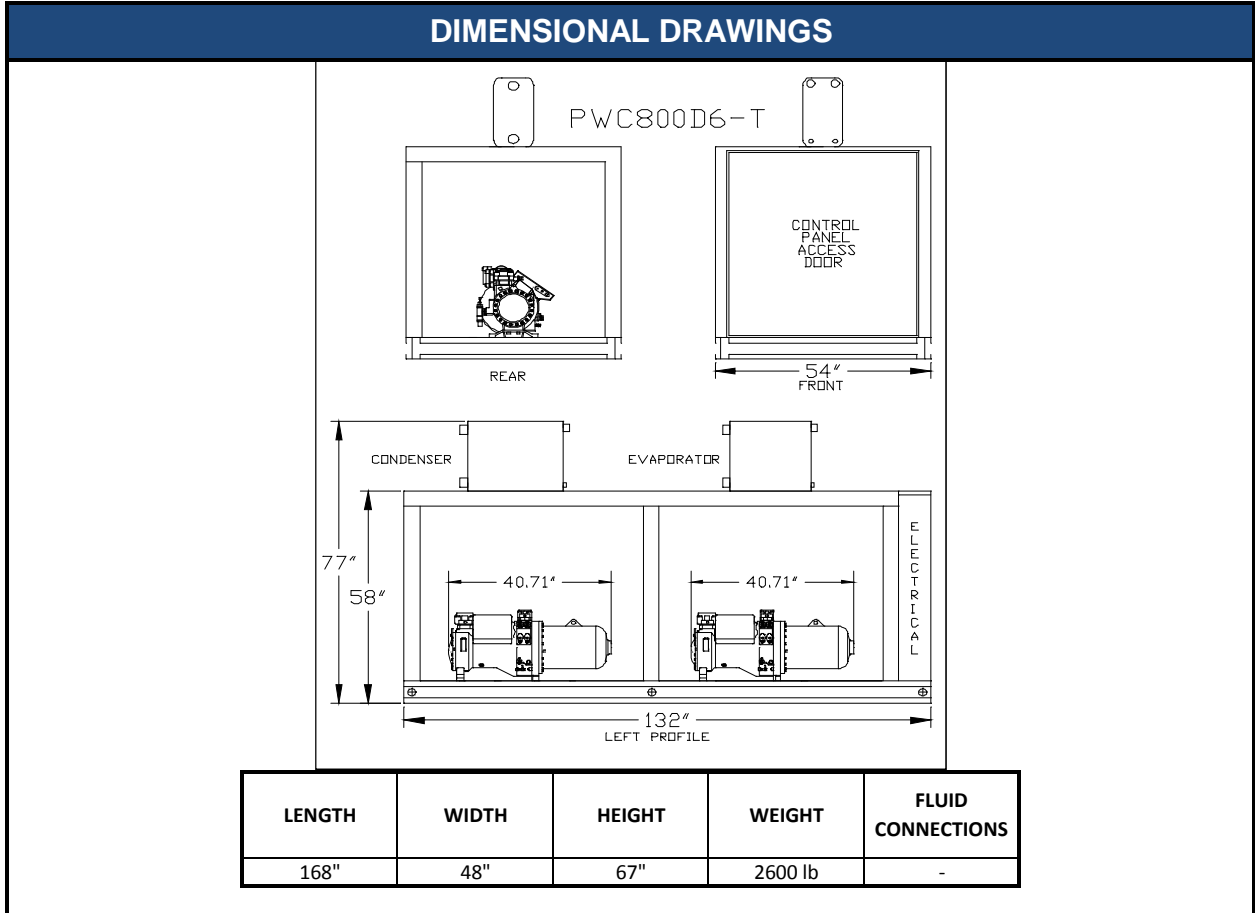 DIMENSIONAL DRAWINGS
PWC800D6-T
CONTROL
PANEL
ACCESS
DOOR
REAR
54"
FRONT
CONDENSER
EVAPORATOR
77"
58"
40.71"
40.71"
ELECTRICAL
132"
LEFT PROFILE
LENGTH WIDTH HEIGHT WEIGHT FLUID CONNECTIONS
168" 48" 67" 2600 lb -